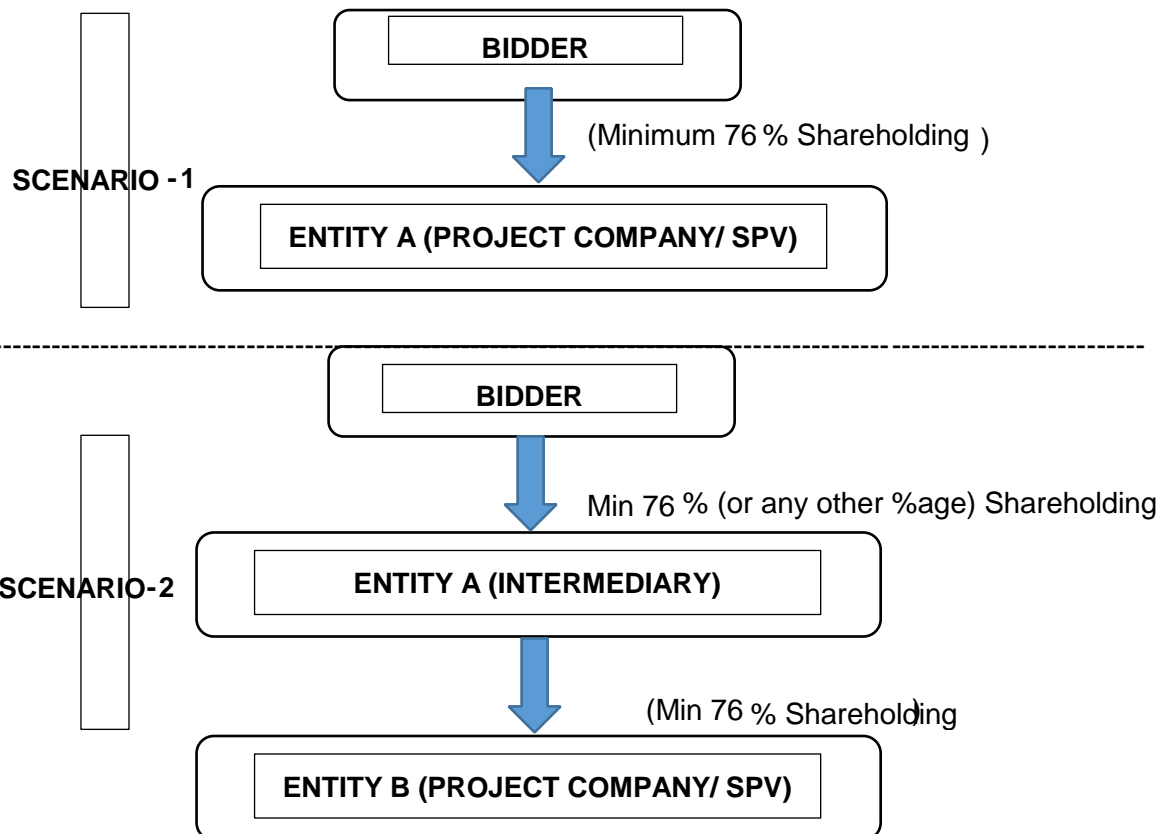 BIDDER
(Minimum 76 % Shareholding )
SCENARIO -1
ENTITY A (PROJECT COMPANY/ SPV)
BIDDER
Min 76 % (or any other %age) Shareholding
SCENARIO-2
ENTITY A (INTERMEDIARY)
(Min 76 % Shareholding)
ENTITY B (PROJECT COMPANY/ SPV)